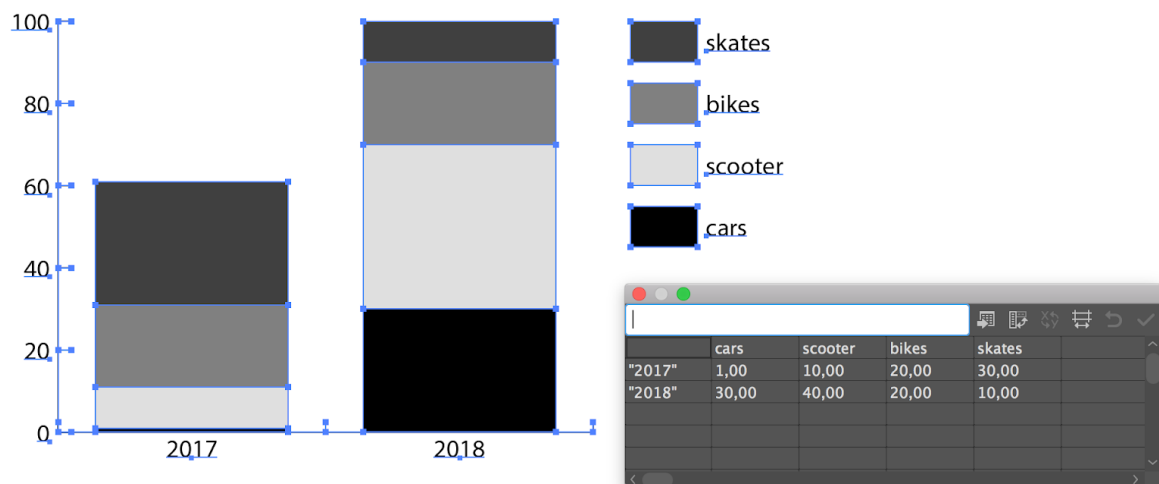 100
80
60
40
20
0
2017 2018
skates
bikes
scooter
cars
cars scooter bikes skates
"2017" 1,00 10,00 20,00 30,00
"2018" 30,00 40,00 20,00 10,00